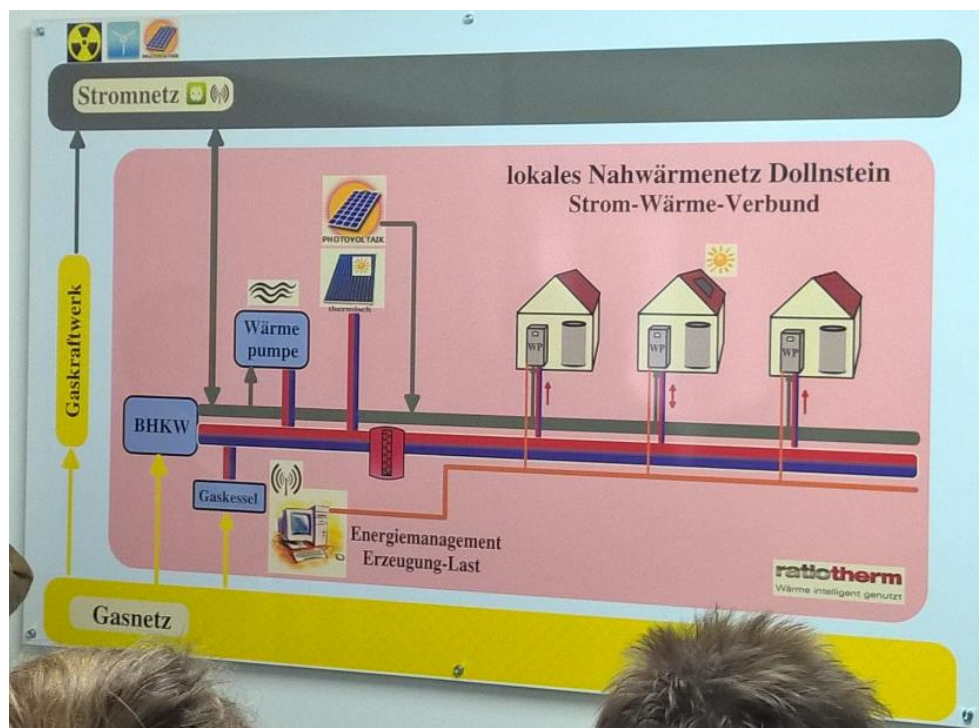 PHOTOVOLTAIK
Stromnetz
lokales Nahwärmenetz Dollnstein
Strom-Wärme-Verbund
PHOTOVOLTAIK
thermisch
Wärme
pumpe
Gaskraftwerk
WP
WP
WP
BHKW
Gaskessel
Energiemanagement
Erzeugung-Last
ratiotherm
Wärme intelligent genutzt
Gasnetz